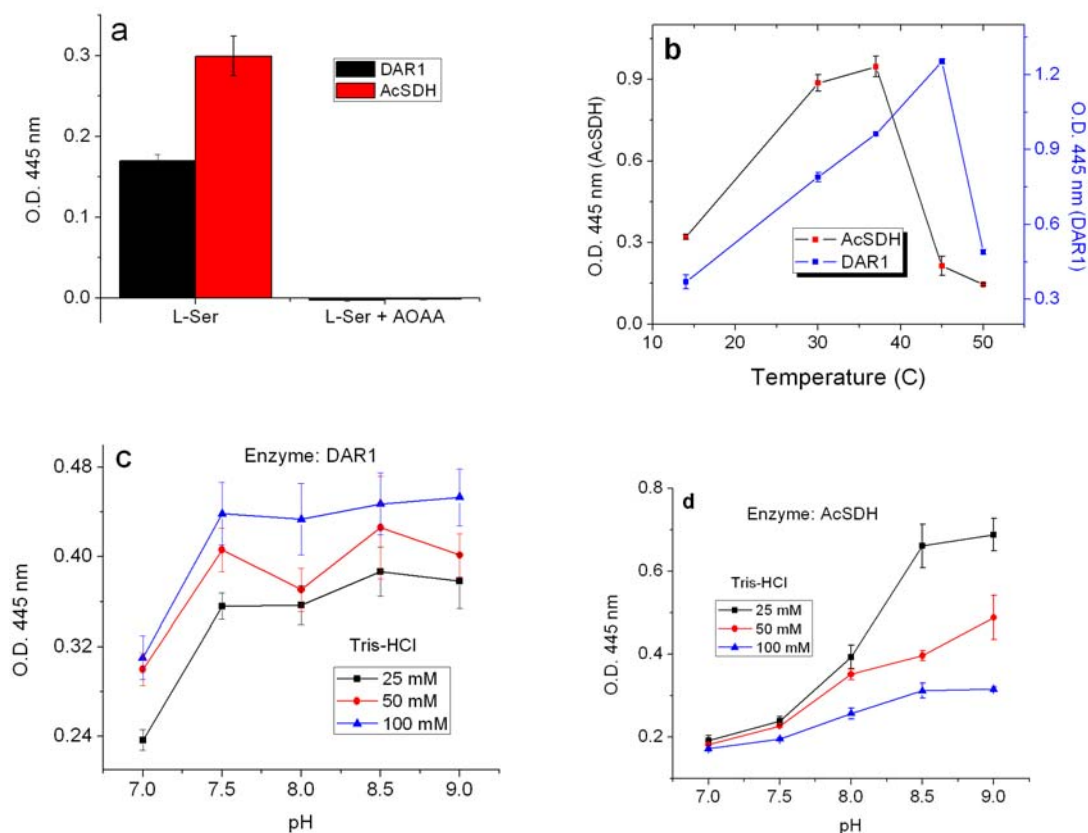 a
0.3
0.2
0.1
0.0
O.D. 445 nm
DAR1
AcSDH
L-Ser
L-Ser + AOAA
b
0.9
0.6
0.3
0.0
O.D. 445 nm (AcSDH)
1.2
0.9
0.6
0.3
O.D. 445 nm (DAR1)
AcSDH
DAR1
10 20 30 40 50
Temperature (C)
c
Enzyme: DAR1
0.48
0.40
0.32
0.24
O.D. 445 nm
Tris-HCl
25 mM
50 mM
100 mM
7.0 7.5 8.0 8.5 9.0
pH
d
Enzyme: AcSDH
0.8
0.6
0.4
0.2
O.D. 445 nm
Tris-HCl
25 mM
50 mM
100 mM
7.0 7.5 8.0 8.5 9.0
pH